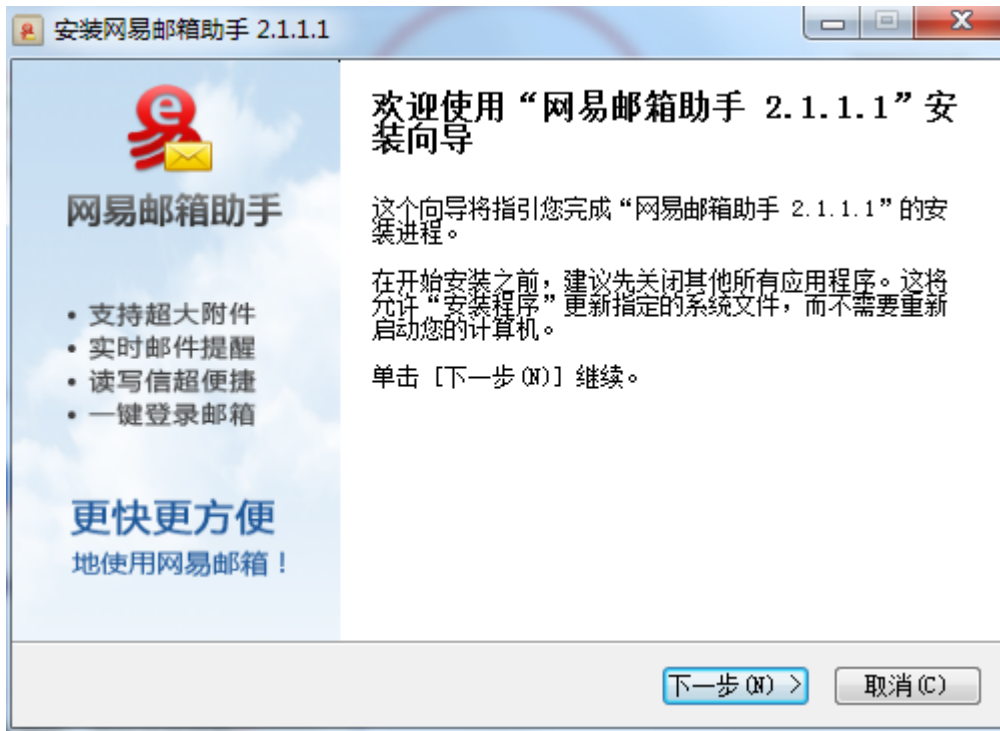 安装网易邮箱助手 2.1.1.1
网易邮箱助手
• 支持超大附件
• 实时邮件提醒
• 读写信超便捷
• 一键登录邮箱
更快更方便
地使用网易邮箱！
欢迎使用“网易邮箱助手 2.1.1.1”安
装向导
这个向导将指引您完成“网易邮箱助手 2.1.1.1”的安
装进程。
在开始安装之前，建议先关闭其他所有应用程序。这将
允许“安装程序”更新指定的系统文件，而不需要重新
启动您的计算机。
单击 [下一步(N)] 继续。
下一步(N) >
取消(C)